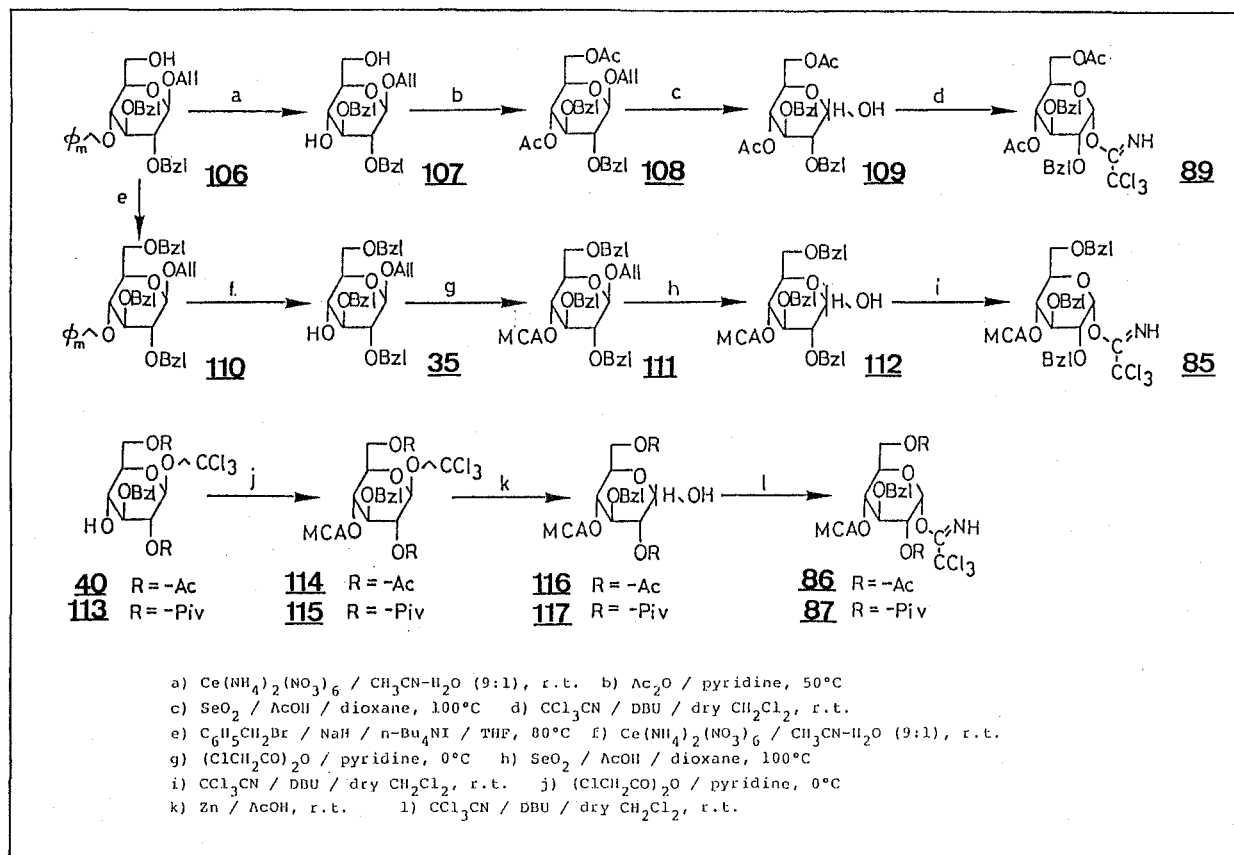 OH OAll OBzl ϕm O OBzl 106
a
OH OAll OBzl HO OBzl 107
b
OAc O OAll OBzl AcO OBzl 108
c
OAc O OBzl H,OH AcO OBzl 109
d
OAc O OBzl AcO BzlO O NH CCl3 89
e
OBzl O OAll OBzl ϕm O OBzl 110
f.
OBzl O OAll OBzl HO OBzl 35
g
OBzl O OAll OBzl MCAO OBzl 111
h
OBzl O OBzl H,OH MCAO OBzl 112
i
OBzl O OBzl MCAO BzlO O NH CCl3 85
OR O O CCl3 OBzl HO OR
j
OR O O CCl3 OBzl MCAO OR
k
OR O OBzl H,OH MCAO OR
l
OR O OBzl MCAO RO O NH CCl3
40 R=-Ac
113 R=-Piv
114 R=-Ac
115 R=-Piv
116 R=-Ac
117 R=-Piv
86 R=-Ac
87 R=-Piv
a) Ce(NH4)2(NO3)6 / CH3CN-H2O (9:1), r.t. b) Ac2O / pyridine, 50°C
c) SeO2 / AcOH / dioxane, 100°C d) CCl3CN / DBU / dry CH2Cl2, r.t.
e) C6H5CH2Br / NaH / n-Bu4NI / THF, 80°C f) Ce(NH4)2(NO3)6 / CH3CN-H2O (9:1), r.t.
g) (ClCH2CO)2O / pyridine, 0°C h) SeO2 / AcOH / dioxane, 100°C
i) CCl3CN / DBU / dry CH2Cl2, r.t. j) (ClCH2CO)2O / pyridine, 0°C
k) Zn / AcOH, r.t. l) CCl3CN / DBU / dry CH2Cl2, r.t.